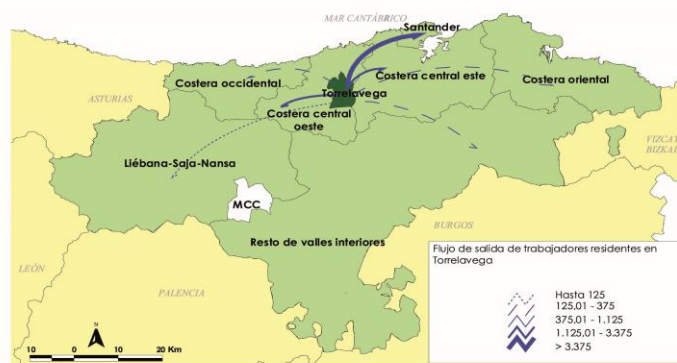 MAR CANTÁBRICO
Santander
Costera occidental
Costera central este
Costera oriental
Torrelavega
ASTURIAS
Costera central
oeste
VIZCAY
BIZKAI
Liébana-Saja-Nansa
MCC
BURGOS
Resto de valles interiores
Flujo de salida de trabajadores residentes en
Torrelavega
LEÓN
PALENCIA
Hasta 125
125,01 - 375
375,01 - 1.125
1.125,01 - 3.375
> 3.375
N
10 0 10 20 Km